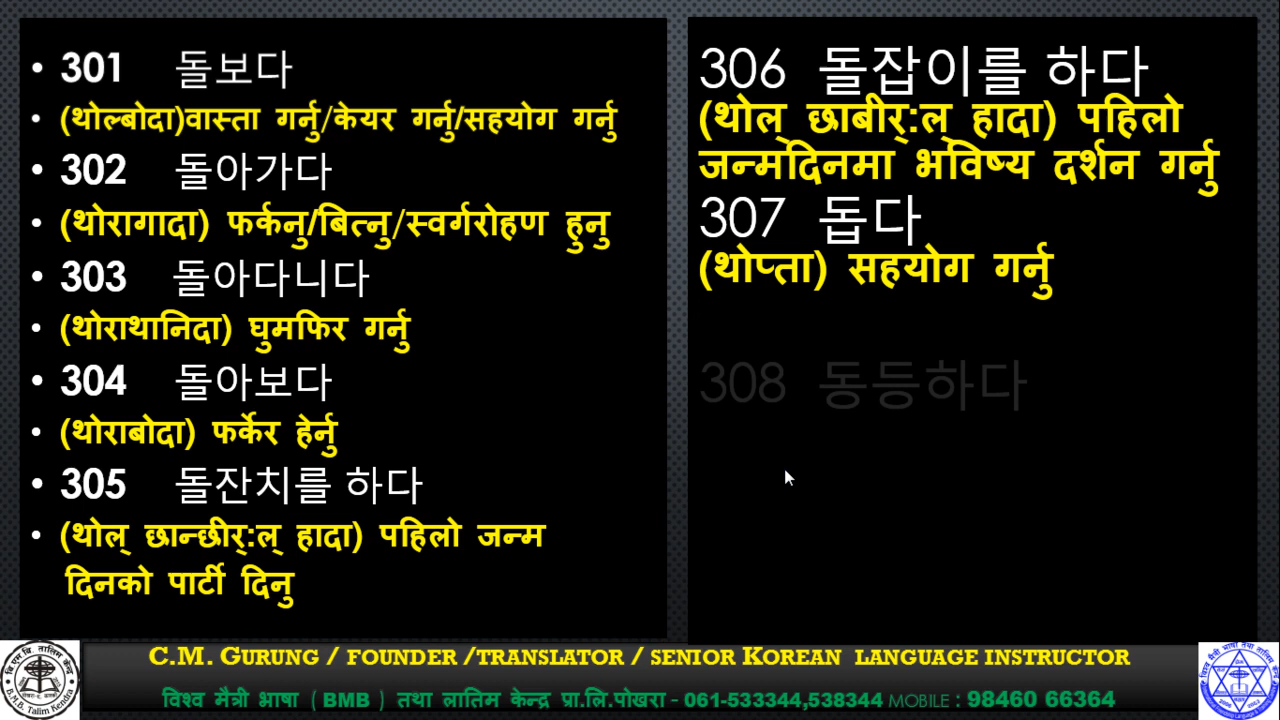 • 301 돌보다
• (थोल्बोदा)वास्ता गर्नु/केयर गर्नु/सहयोग गर्नु
• 302 돌아가다
• (थोरागादा) फर्कनु/बित्नु/स्वर्गरोहण हुनु
• 303 돌아다니다
• (थोराथानिदा) घुमफिर गर्नु
• 304 돌아보다
• (थोराबोदा) फर्केर हेर्नु
• 305 돌잔치를 하다
• (थोल् छान्छीर्:ल् हादा) पहिलो जन्म
दिनको पार्टी दिनु
306 돌잡이를 하다
(थोल् छाबीर्:ल् हादा) पहिलो
जन्मदिनमा भविष्य दर्शन गर्नु
307 돕다
(थोप्ता) सहयोग गर्नु
308 동등하다
C.M. GURUNG / FOUNDER /TRANSLATOR / SENIOR KOREAN LANGUAGE INSTRUCTOR
विश्व मैत्री भाषा ( BMB ) तथा लातिम केन्द्र प्रा.लि.पोखरा – 061-533344,538344 MOBILE : 98460 66364
B.M.B. Talim Kendra